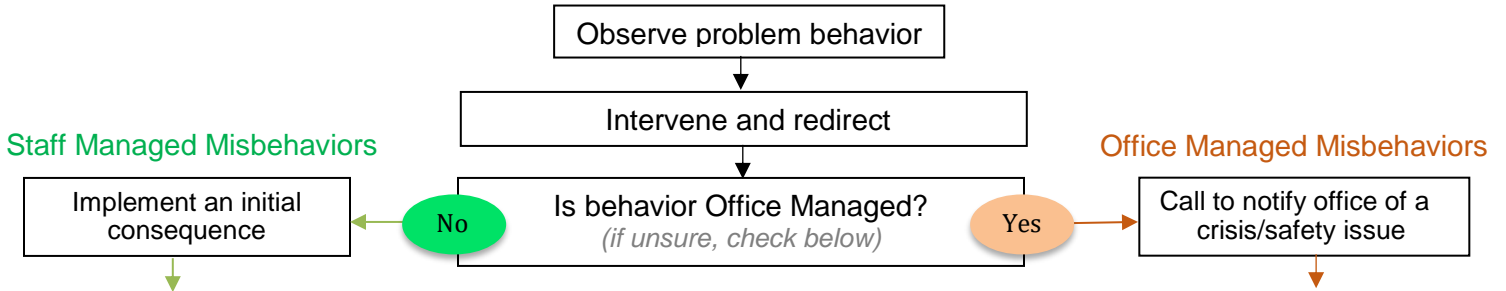 Observe problem behavior
Intervene and redirect
Staff Managed Misbehaviors
Office Managed Misbehaviors
Implement an initial
consequence
No
Is behavior Office Managed?
(if unsure, check below)
Yes
Call to notify office of a
crisis/safety issue